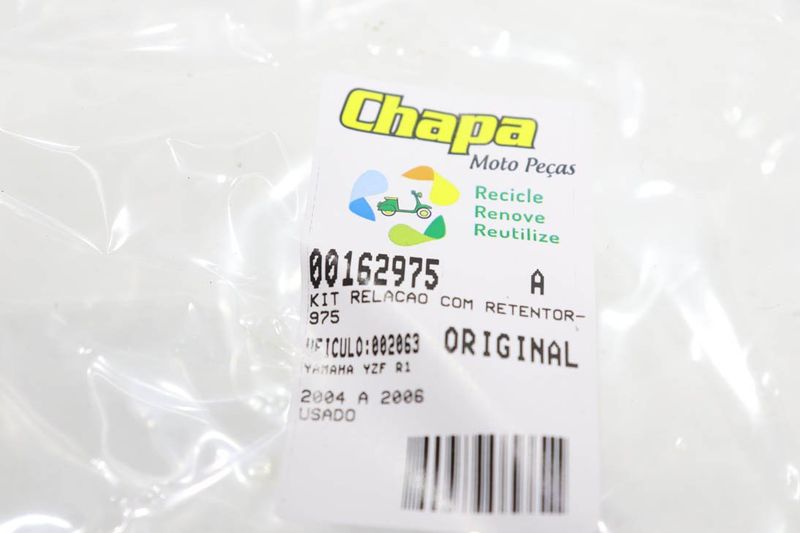 Chapa
Moto Peças
Recicle
Renove
Reutilize
00162975 A
KIT RELACAO COM RETENTOR-
975
VEICULO:002063 ORIGINAL
YAMAHA YZF R1
2004 A 2006
USADO